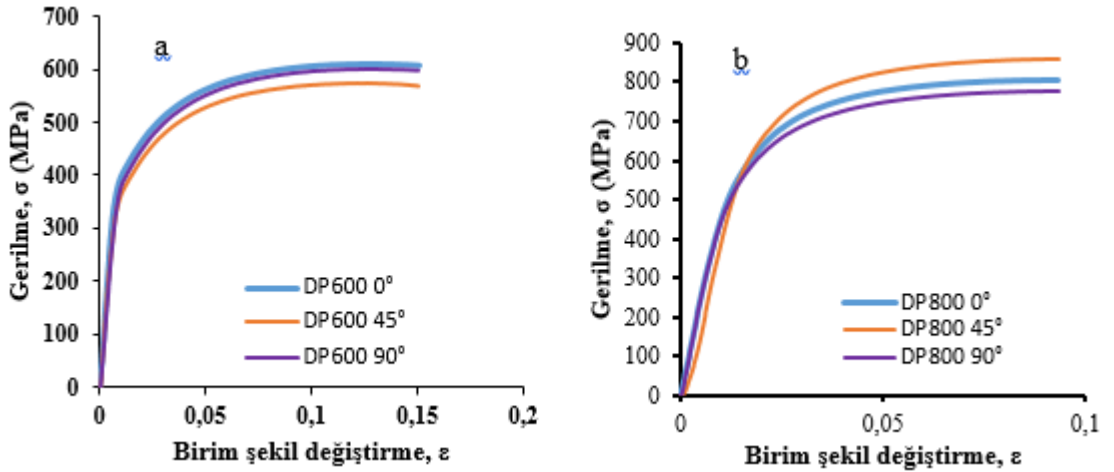 a
Gerilme, σ (MPa)
700
600
500
400
300
200
100
0
DP600 0°
DP600 45°
DP600 90°
0
0,05
0,1
0,15
0,2
Birim şekil değiştirme, ε
b
Gerilme, σ (MPa)
900
800
700
600
500
400
300
200
100
0
DP800 0°
DP800 45°
DP800 90°
0
0,05
0,1
Birim şekil değiştirme, ε